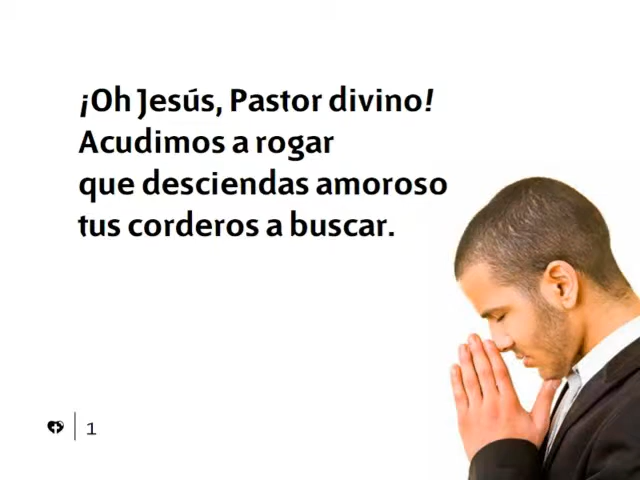 ¡Oh Jesús, Pastor divino!
Acudimos a rogar
que desciendas amoroso
tus corderos a buscar.
1